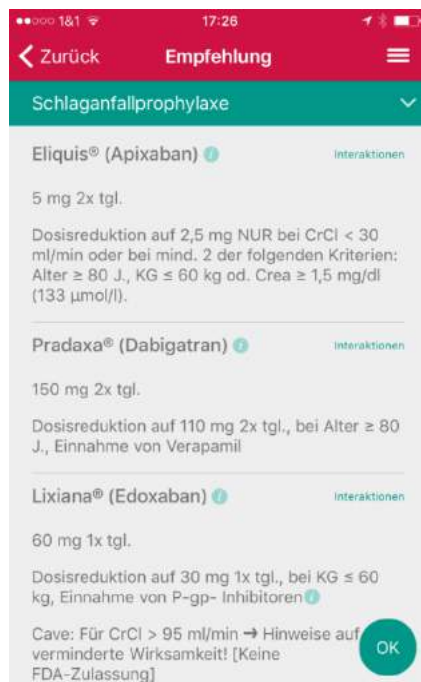 1&1 17:26
Zurück Empfehlung
Schlaganfallprophylaxe
Eliquis® (Apixaban) i Interaktionen
5 mg 2x tgl.
Dosisreduktion auf 2,5 mg NUR bei CrCl < 30
ml/min oder bei mind. 2 der folgenden Kriterien:
Alter ≥ 80 J., KG ≤ 60 kg od. Crea ≥ 1,5 mg/dl
(133 µmol/l).
Pradaxa® (Dabigatran) i Interaktionen
150 mg 2x tgl.
Dosisreduktion auf 110 mg 2x tgl., bei Alter ≥ 80
J., Einnahme von Verapamil
Lixiana® (Edoxaban) i Interaktionen
60 mg 1x tgl.
Dosisreduktion auf 30 mg 1x tgl., bei KG ≤ 60
kg, Einnahme von P-gp- Inhibitoren i
Cave: Für CrCl > 95 ml/min → Hinweise auf
verminderte Wirksamkeit! [Keine
FDA-Zulassung]
OK